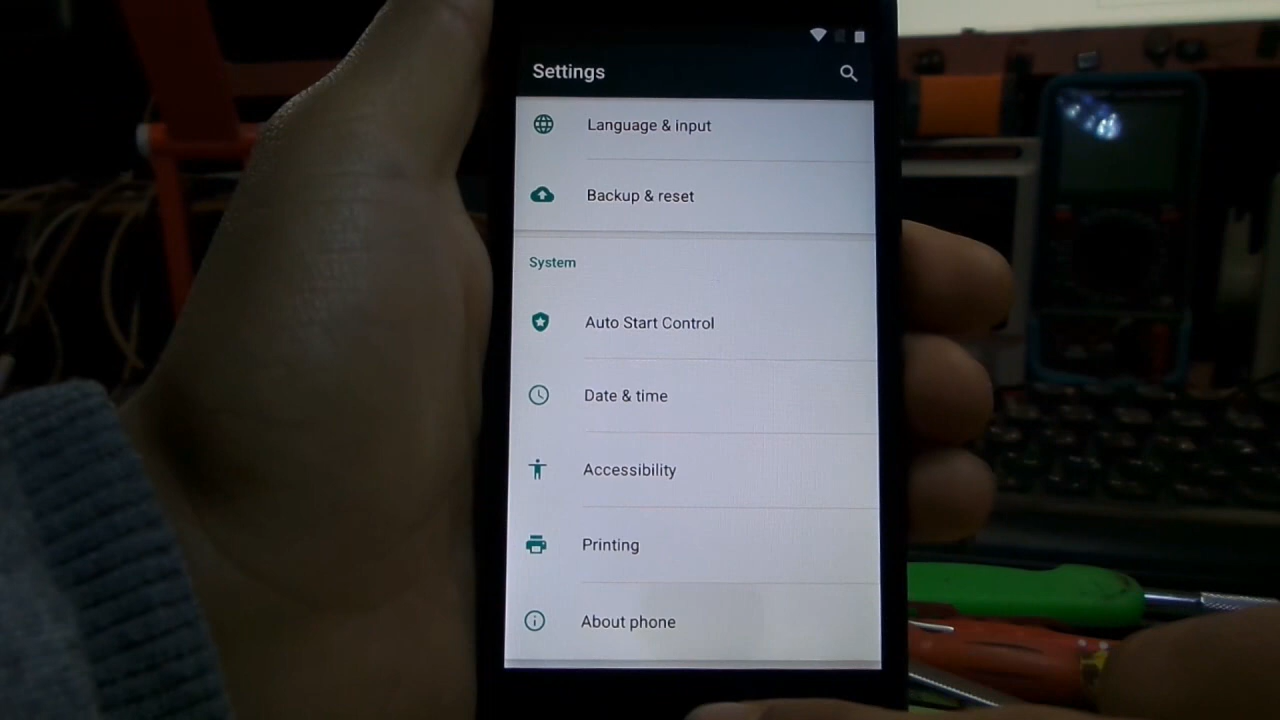 Settings
Language & input
Backup & reset
System
Auto Start Control
Date & time
Accessibility
Printing
About phone